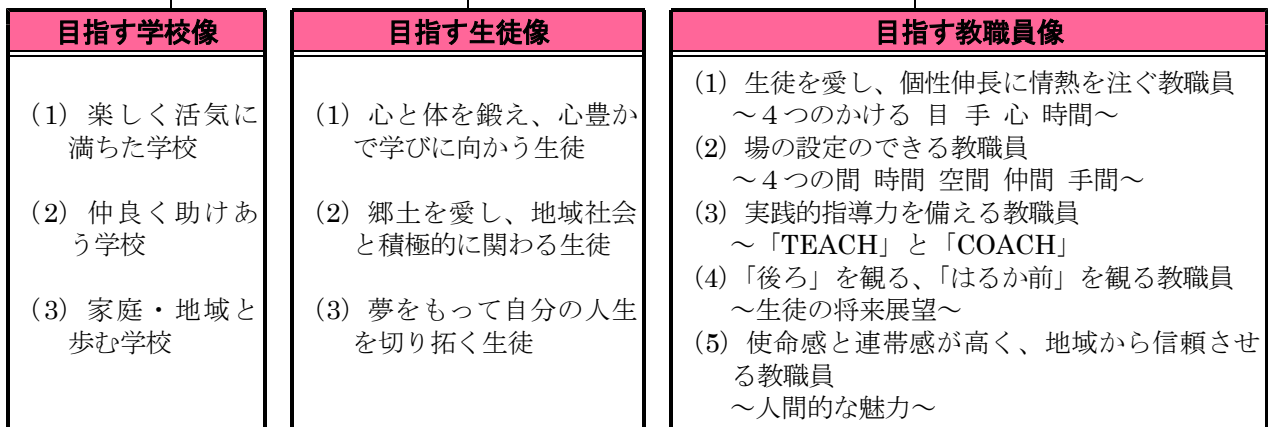 目指す学校像
(1) 楽しく活気に
満ちた学校
(2) 仲良く助けあ
う学校
(3) 家庭・地域と
歩む学校
目指す生徒像
(1) 心と体を鍛え、心豊か
で学びに向かう生徒
(2) 郷土を愛し、地域社会
と積極的に関わる生徒
(3) 夢をもって自分の人生
を切り拓く生徒
目指す教職員像
(1) 生徒を愛し、個性伸長に情熱を注ぐ教職員
～４つのかける 目 手 心 時間～
(2) 場の設定のできる教職員
～４つの間 時間 空間 仲間 手間～
(3) 実践的指導力を備える教職員
～「TEACH」と「COACH」
(4)「後ろ」を観る、「はるか前」を観る教職員
～生徒の将来展望～
(5) 使命感と連帯感が高く、地域から信頼させ
る教職員
～人間的な魅力～